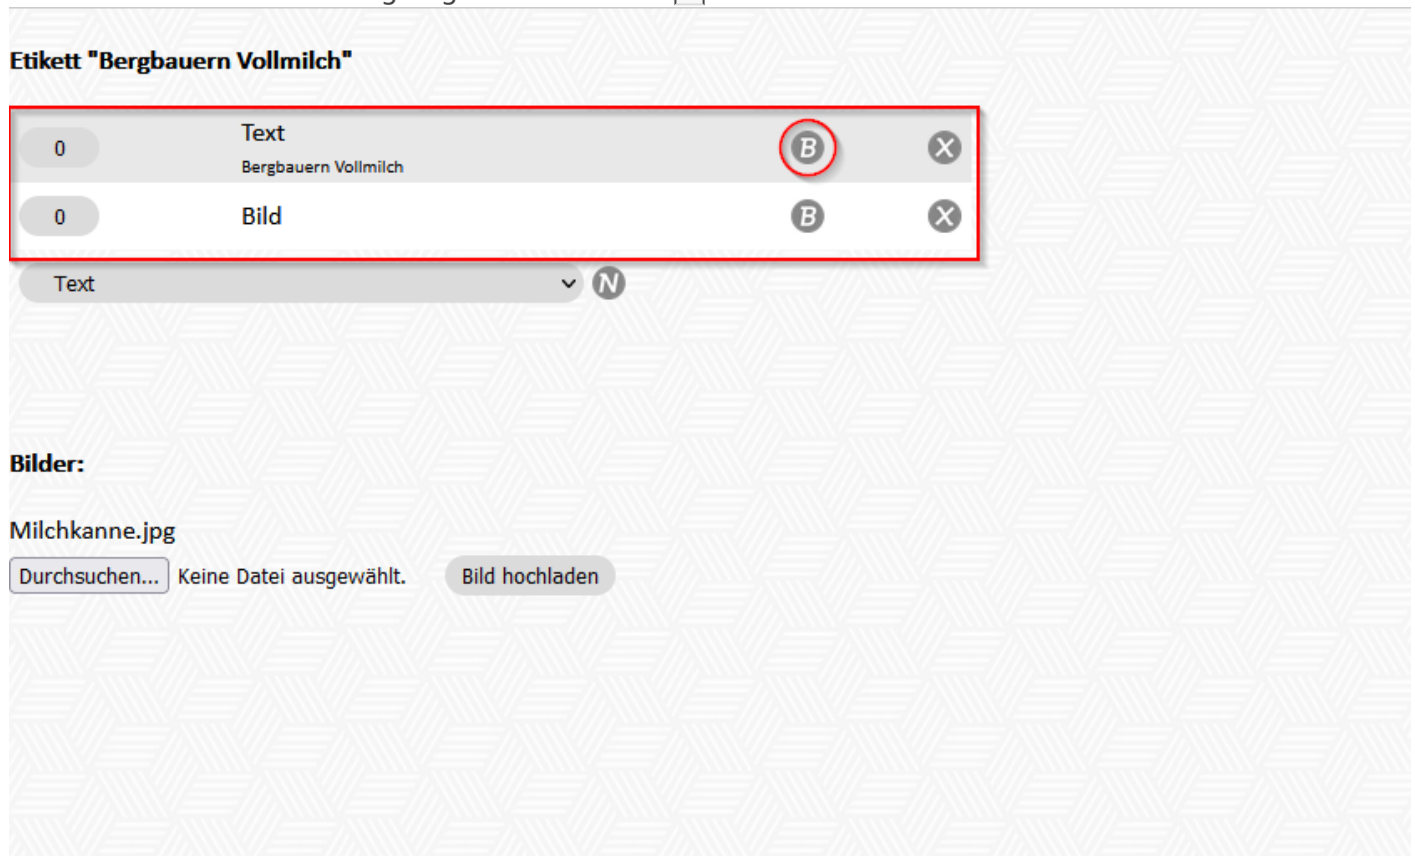 Etikett "Bergbauern Vollmilch"
0 Text B X
Bergbauern Vollmilch
0 Bild B X
Text N
Bilder:
Milchkanne.jpg
Durchsuchen... Keine Datei ausgewählt. Bild hochladen